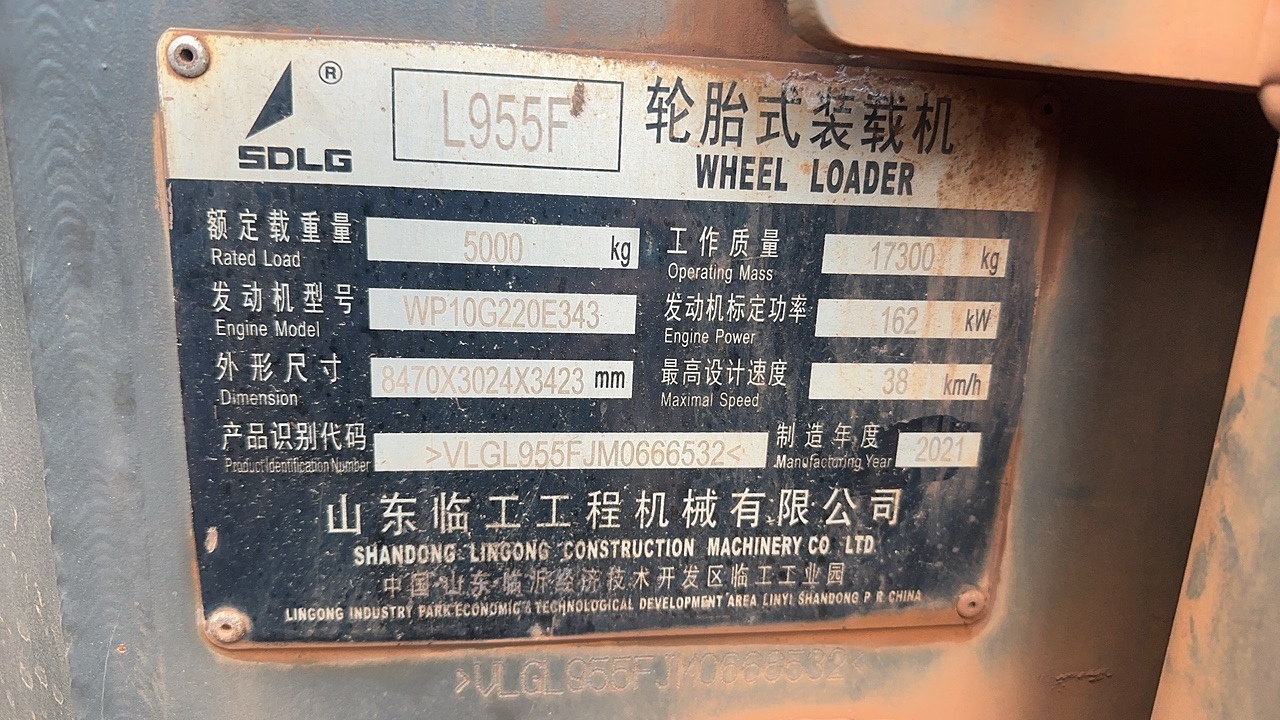 SDLG ®
L955F
轮胎式装载机
WHEEL LOADER
额定载重量 5000 kg
Rated Load
工作质量 17300 kg
Operating Mass
发动机型号 WP10G220E343
Engine Model
发动机标定功率 162 kW
Engine Power
外形尺寸 8470X3024X3423 mm
Dimension
最高设计速度 38 km/h
Maximal Speed
产品识别代码 >VLGL955FJM0666532<
Product Identification Number
制造年度 2021
Manufacturing Year
山东临工工程机械有限公司
SHANDONG LINGONG CONSTRUCTION MACHINERY CO LTD
中国·山东·临沂经济技术开发区临工工业园
LINGONG INDUSTRY PARK ECONOMIC & TECHNOLOGICAL DEVELOPMENT AREA LINYI SHANDONG P R CHINA
>VLGL955FJM0666532<